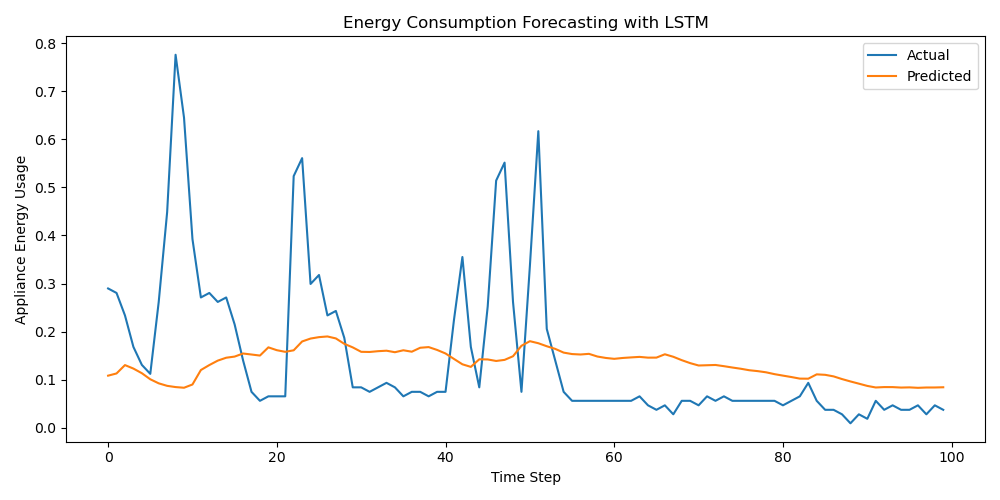 Energy Consumption Forecasting with LSTM
Actual
Predicted
Appliance Energy Usage
0.8
0.7
0.6
0.5
0.4
0.3
0.2
0.1
0.0
0 20 40 60 80 100
Time Step